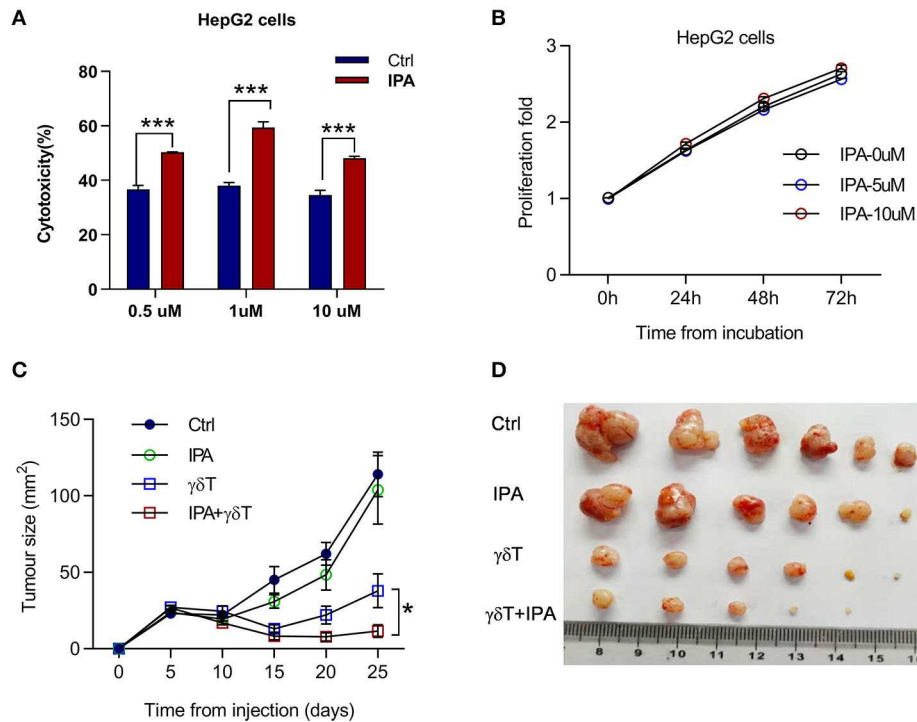 A
HepG2 cells
Ctrl
IPA
Cytotoxicity(%)
80
60
40
20
0
***
***
***
0.5 uM
1uM
10 uM
B
HepG2 cells
Proliferation fold
3
2
1
0
IPA-0uM
IPA-5uM
IPA-10uM
0h
24h
48h
72h
Time from incubation
C
Tumour size (mm²)
150
100
50
0
Ctrl
IPA
γδT
IPA+γδT
*
0
5
10
15
20
25
Time from injection (days)
D
Ctrl
IPA
γδT
γδT+IPA
8 9 10 11 12 13 14 15